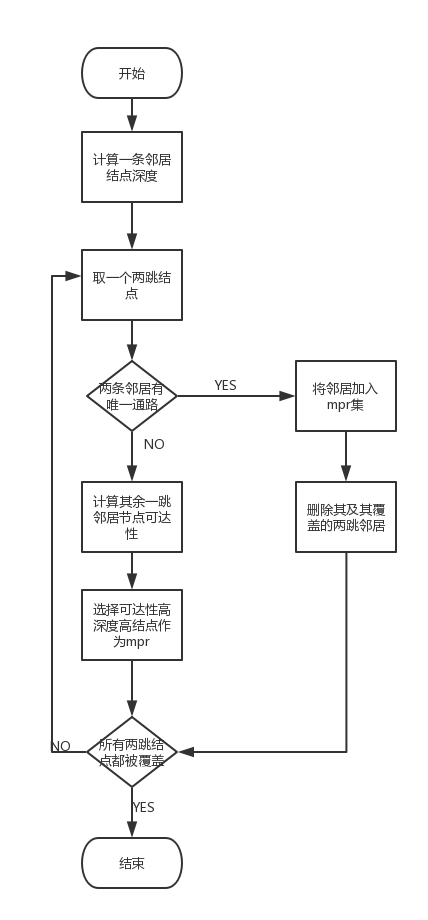 开始
计算一条邻居
结点深度
取一个两跳结
点
两条邻居有
唯一通路
YES
将邻居加入
mpr集
NO
计算其余一跳
邻居节点可达
性
删除其及其覆
盖的两跳邻居
选择可达性高
深度高结点作
为mpr
NO
所有两跳结
点都被覆盖
YES
结束